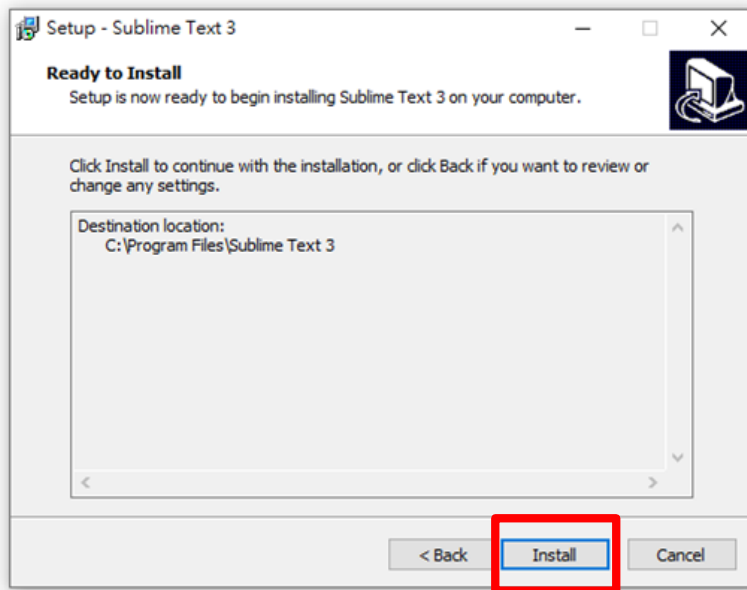 Setup - Sublime Text 3
Ready to Install
Setup is now ready to begin installing Sublime Text 3 on your computer.
Click Install to continue with the installation, or click Back if you want to review or
change any settings.
Destination location:
C:\Program Files\Sublime Text 3
< Back Install Cancel